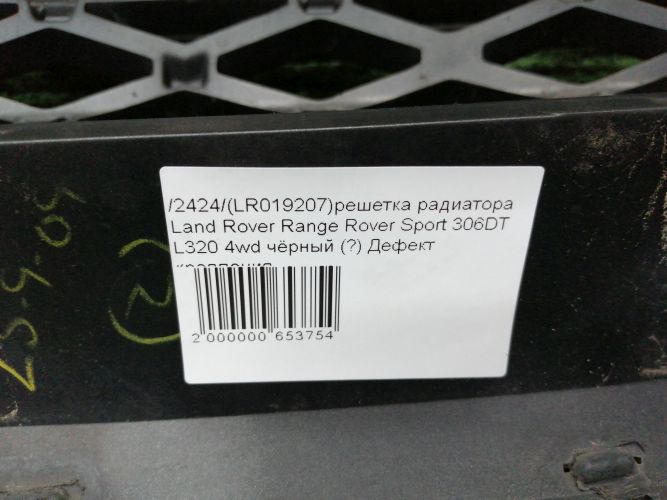 /2424/(LR019207)решетка радиатора
Land Rover Range Rover Sport 306DT
L320 4wd чёрный (?) Дефект
2 000000 653754